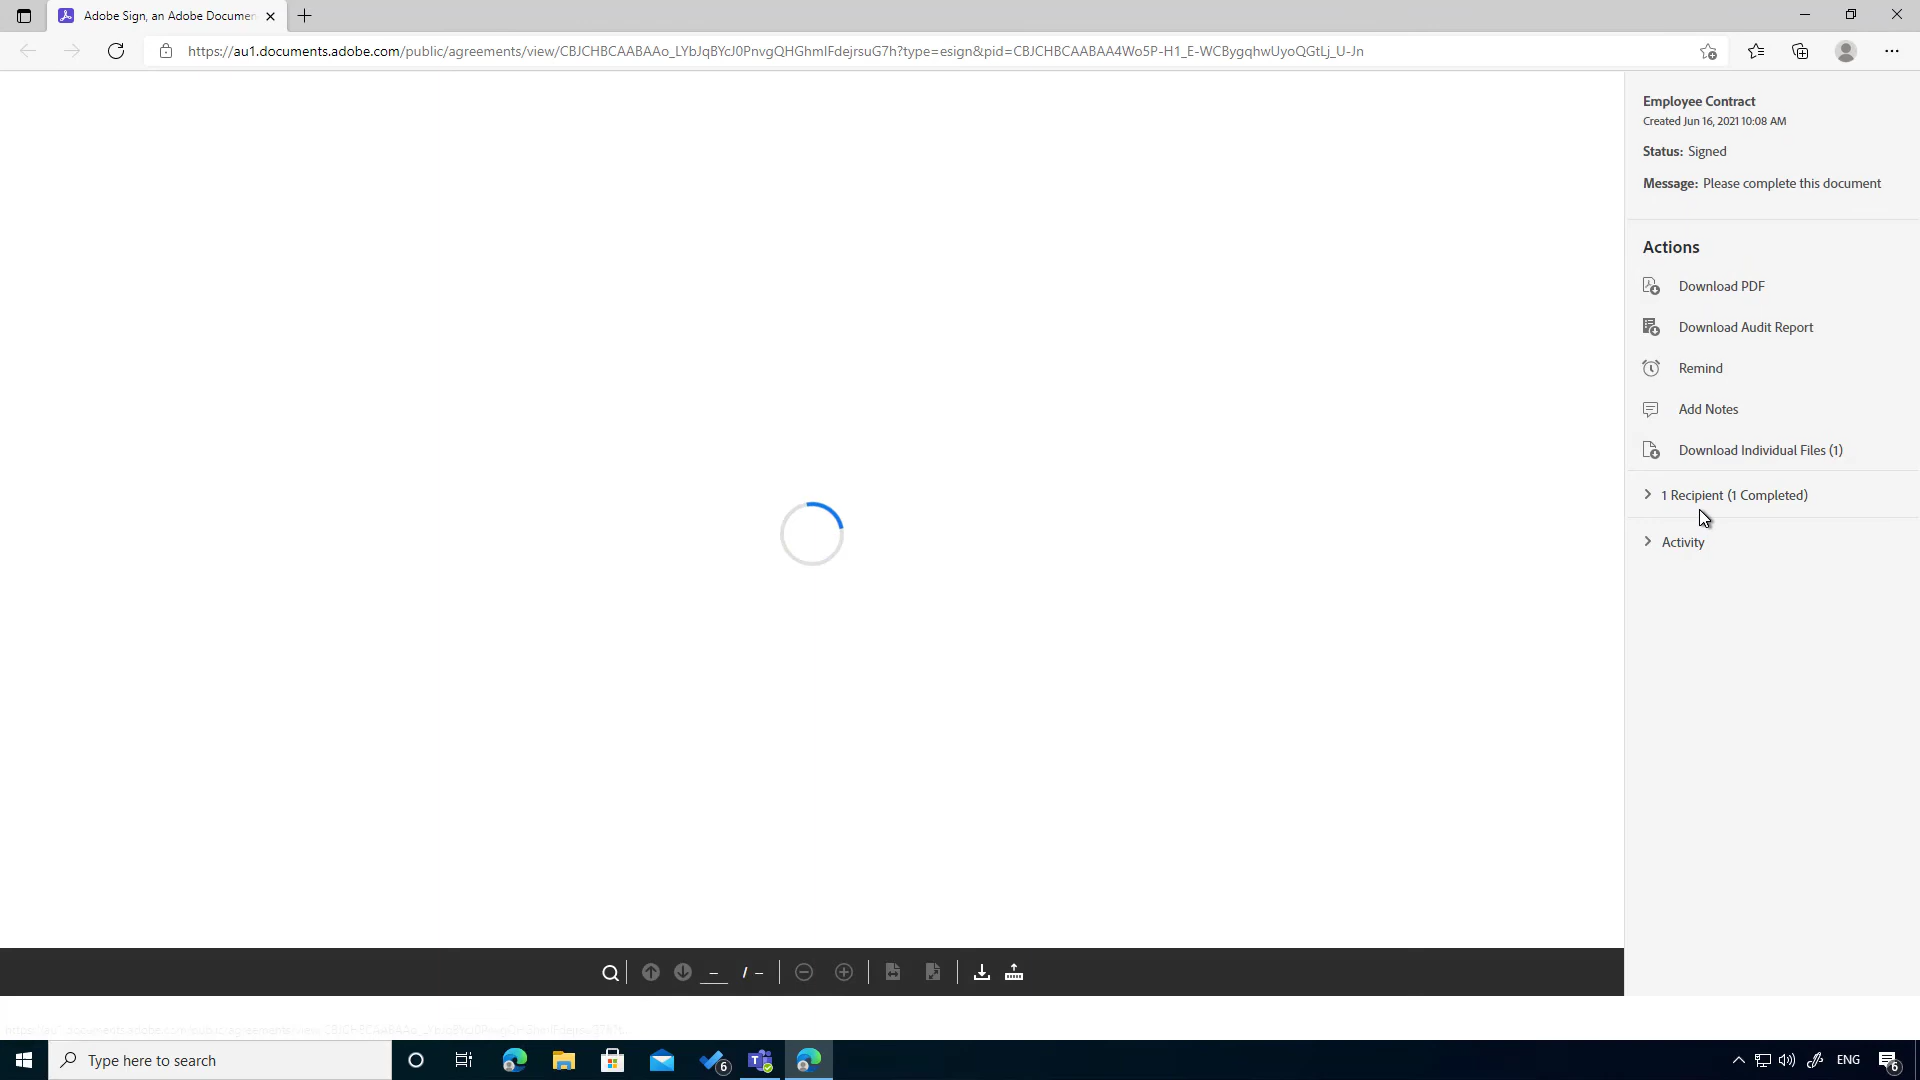 Adobe Sign, an Adobe Documen
https://au1.documents.adobe.com/public/agreements/view/CBJCHBCAABAAo_LYbJqBYcJ0PnvgQHGhmIFdejrsuG7h?type=esign&pid=CBJCHBCAABAA4Wo5P-H1_E-WCBygqhwUyoQGtLj_U-Jn
Employee Contract
Created Jun 16, 2021 10:08 AM
Status: Signed
Message: Please complete this document
Actions
Download PDF
Download Audit Report
Remind
Add Notes
Download Individual Files (1)
1 Recipient (1 Completed)
Activity
/
Type here to search
6
ENG
6